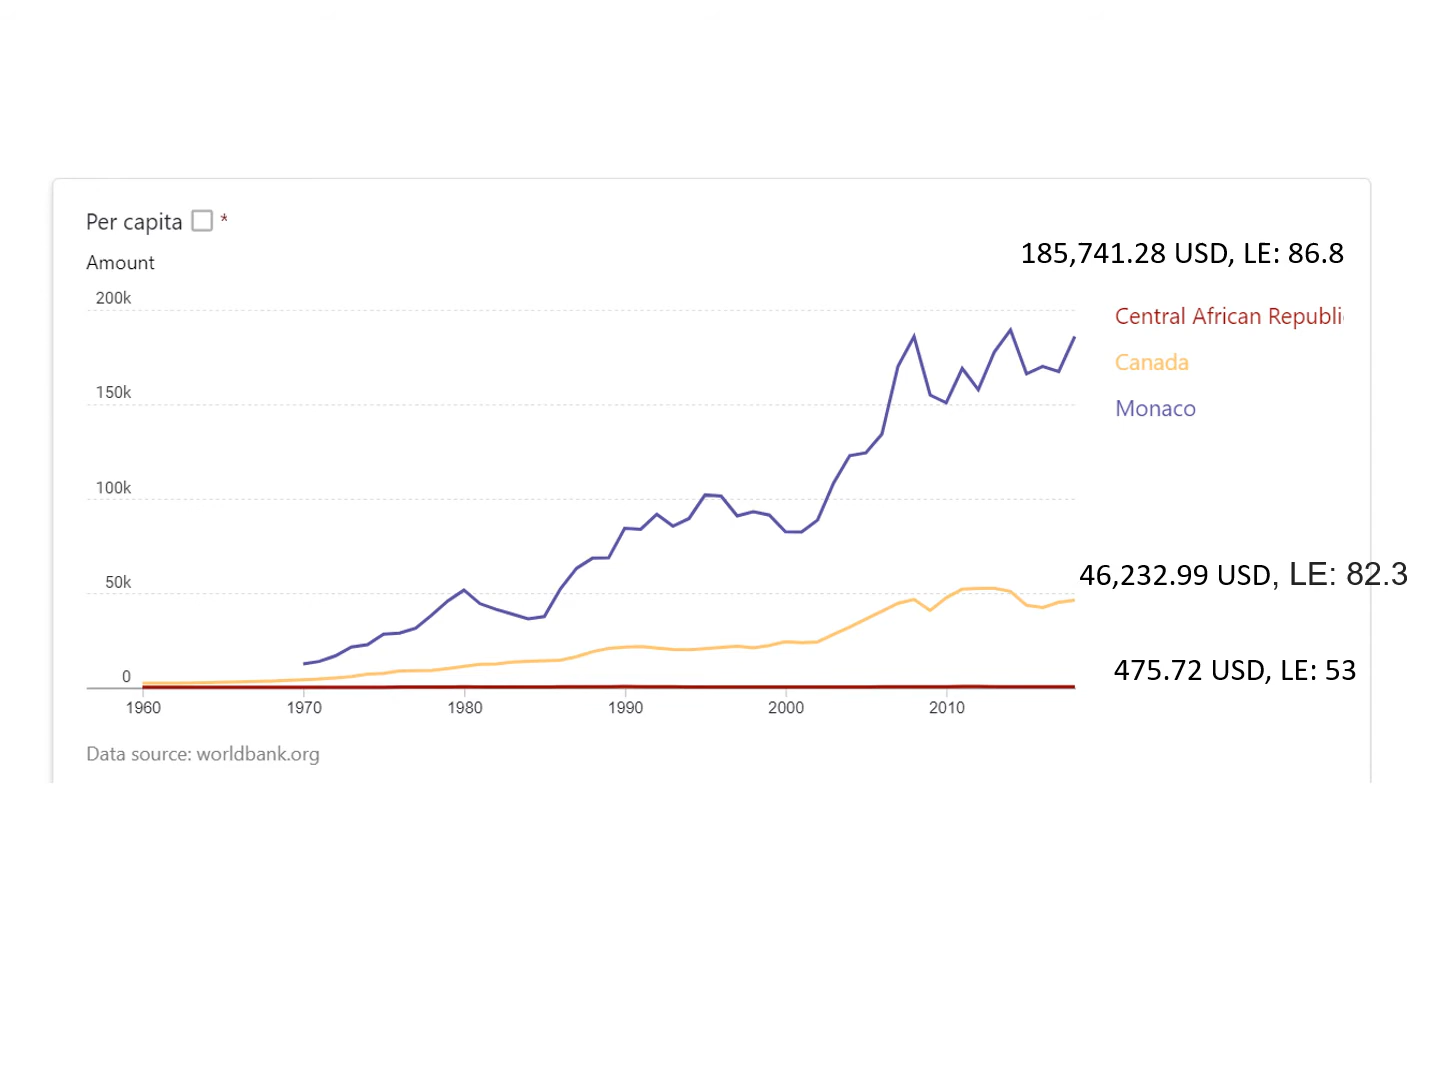 Per capita *
Amount
185,741.28 USD, LE: 86.8
200k
Central African Republi
Canada
150k
Monaco
100k
50k
46,232.99 USD, LE: 82.3
0
475.72 USD, LE: 53
1960 1970 1980 1990 2000 2010
Data source: worldbank.org